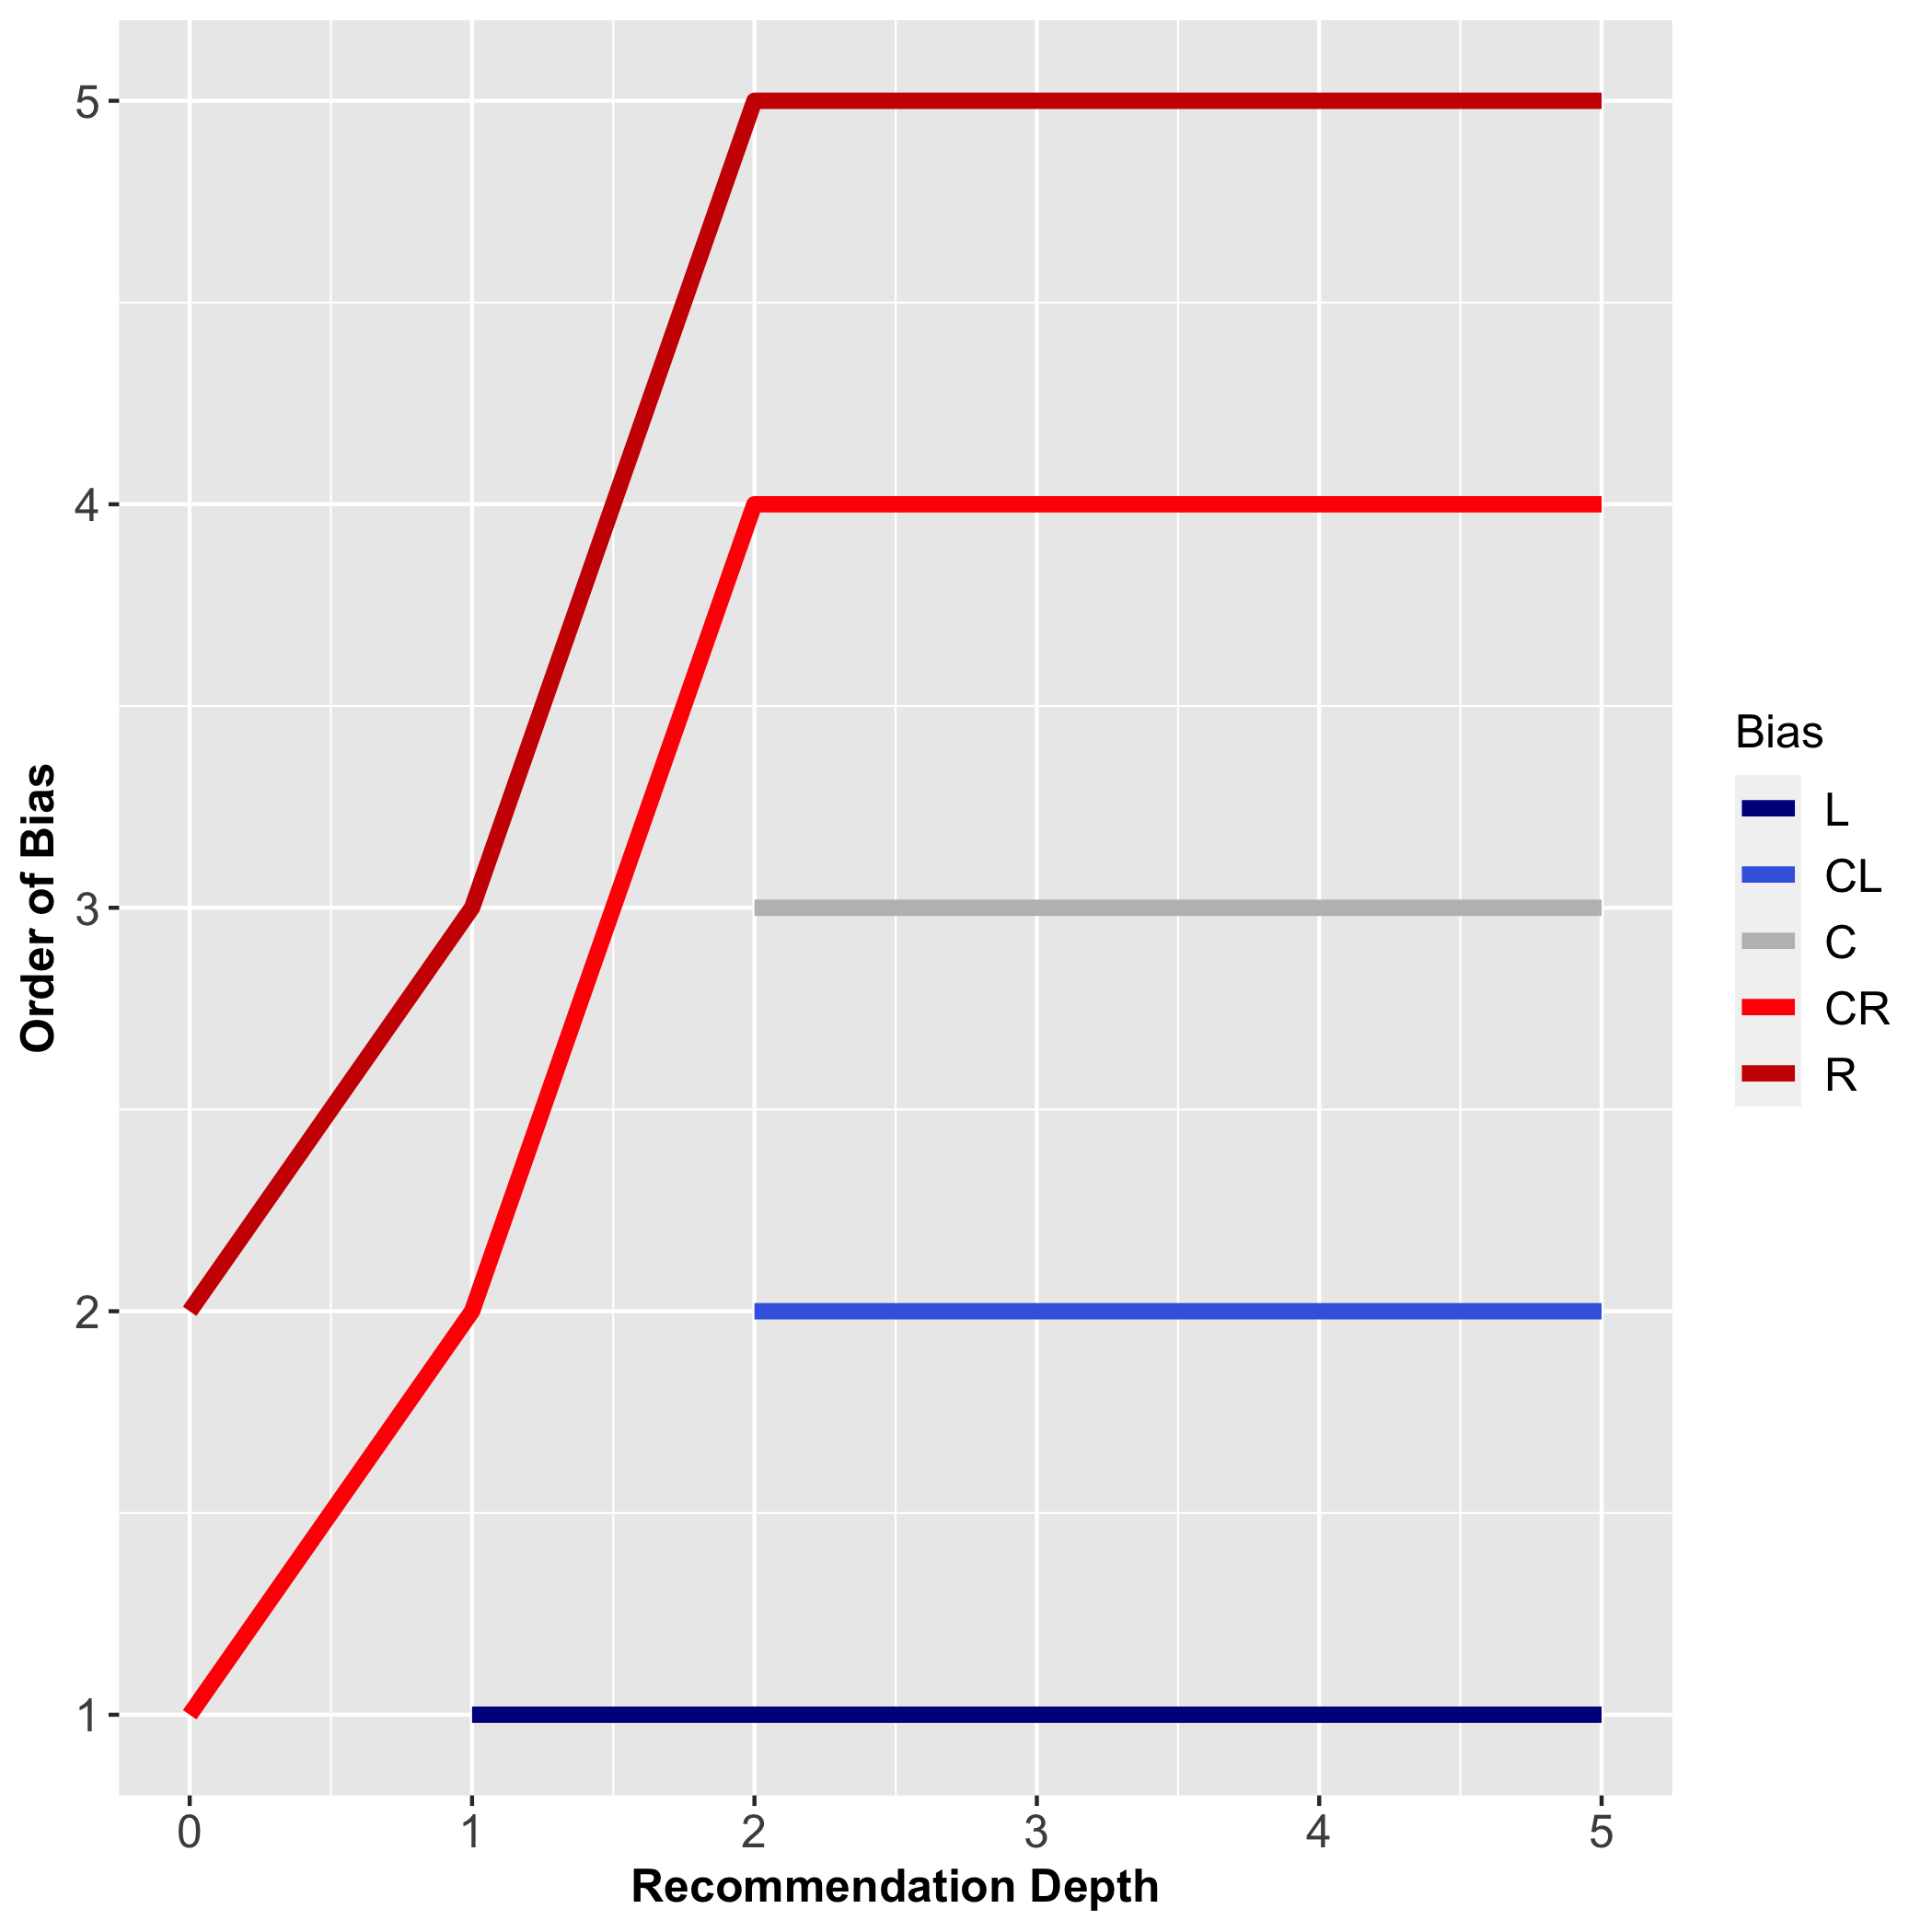 Order of Bias
5
4
3
2
1
0 1 2 3 4 5
Recommendation Depth
Bias
L
CL
C
CR
R